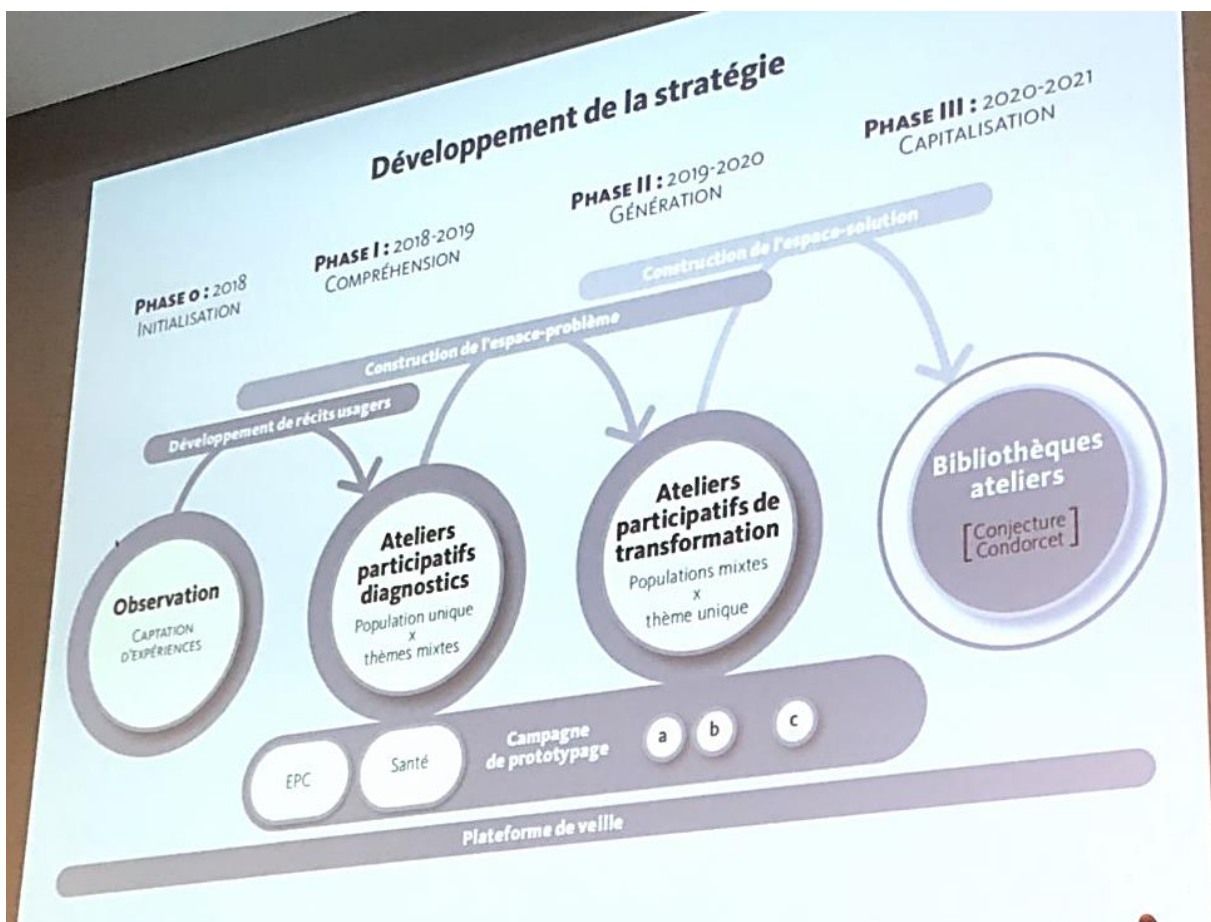 Développement de la stratégie
PHASE 0 : 2018
INITIALISATION
PHASE I : 2018-2019
COMPRÉHENSION
PHASE II : 2019-2020
GÉNÉRATION
PHASE III : 2020-2021
CAPITALISATION
Développement de récits usagers
Construction de l'espace-problème
Construction de l'espace-solution
Observation
CAPTATION
D'EXPÉRIENCES
Ateliers
participatifs
diagnostics
Population unique
x
thèmes mixtes
Ateliers
participatifs de
transformation
Populations mixtes
x
thème unique
Bibliothèques
ateliers
[Conjecture
Condorcet]
EPC
Santé
Campagne
de prototypage
a
b
c
Plateforme de veille